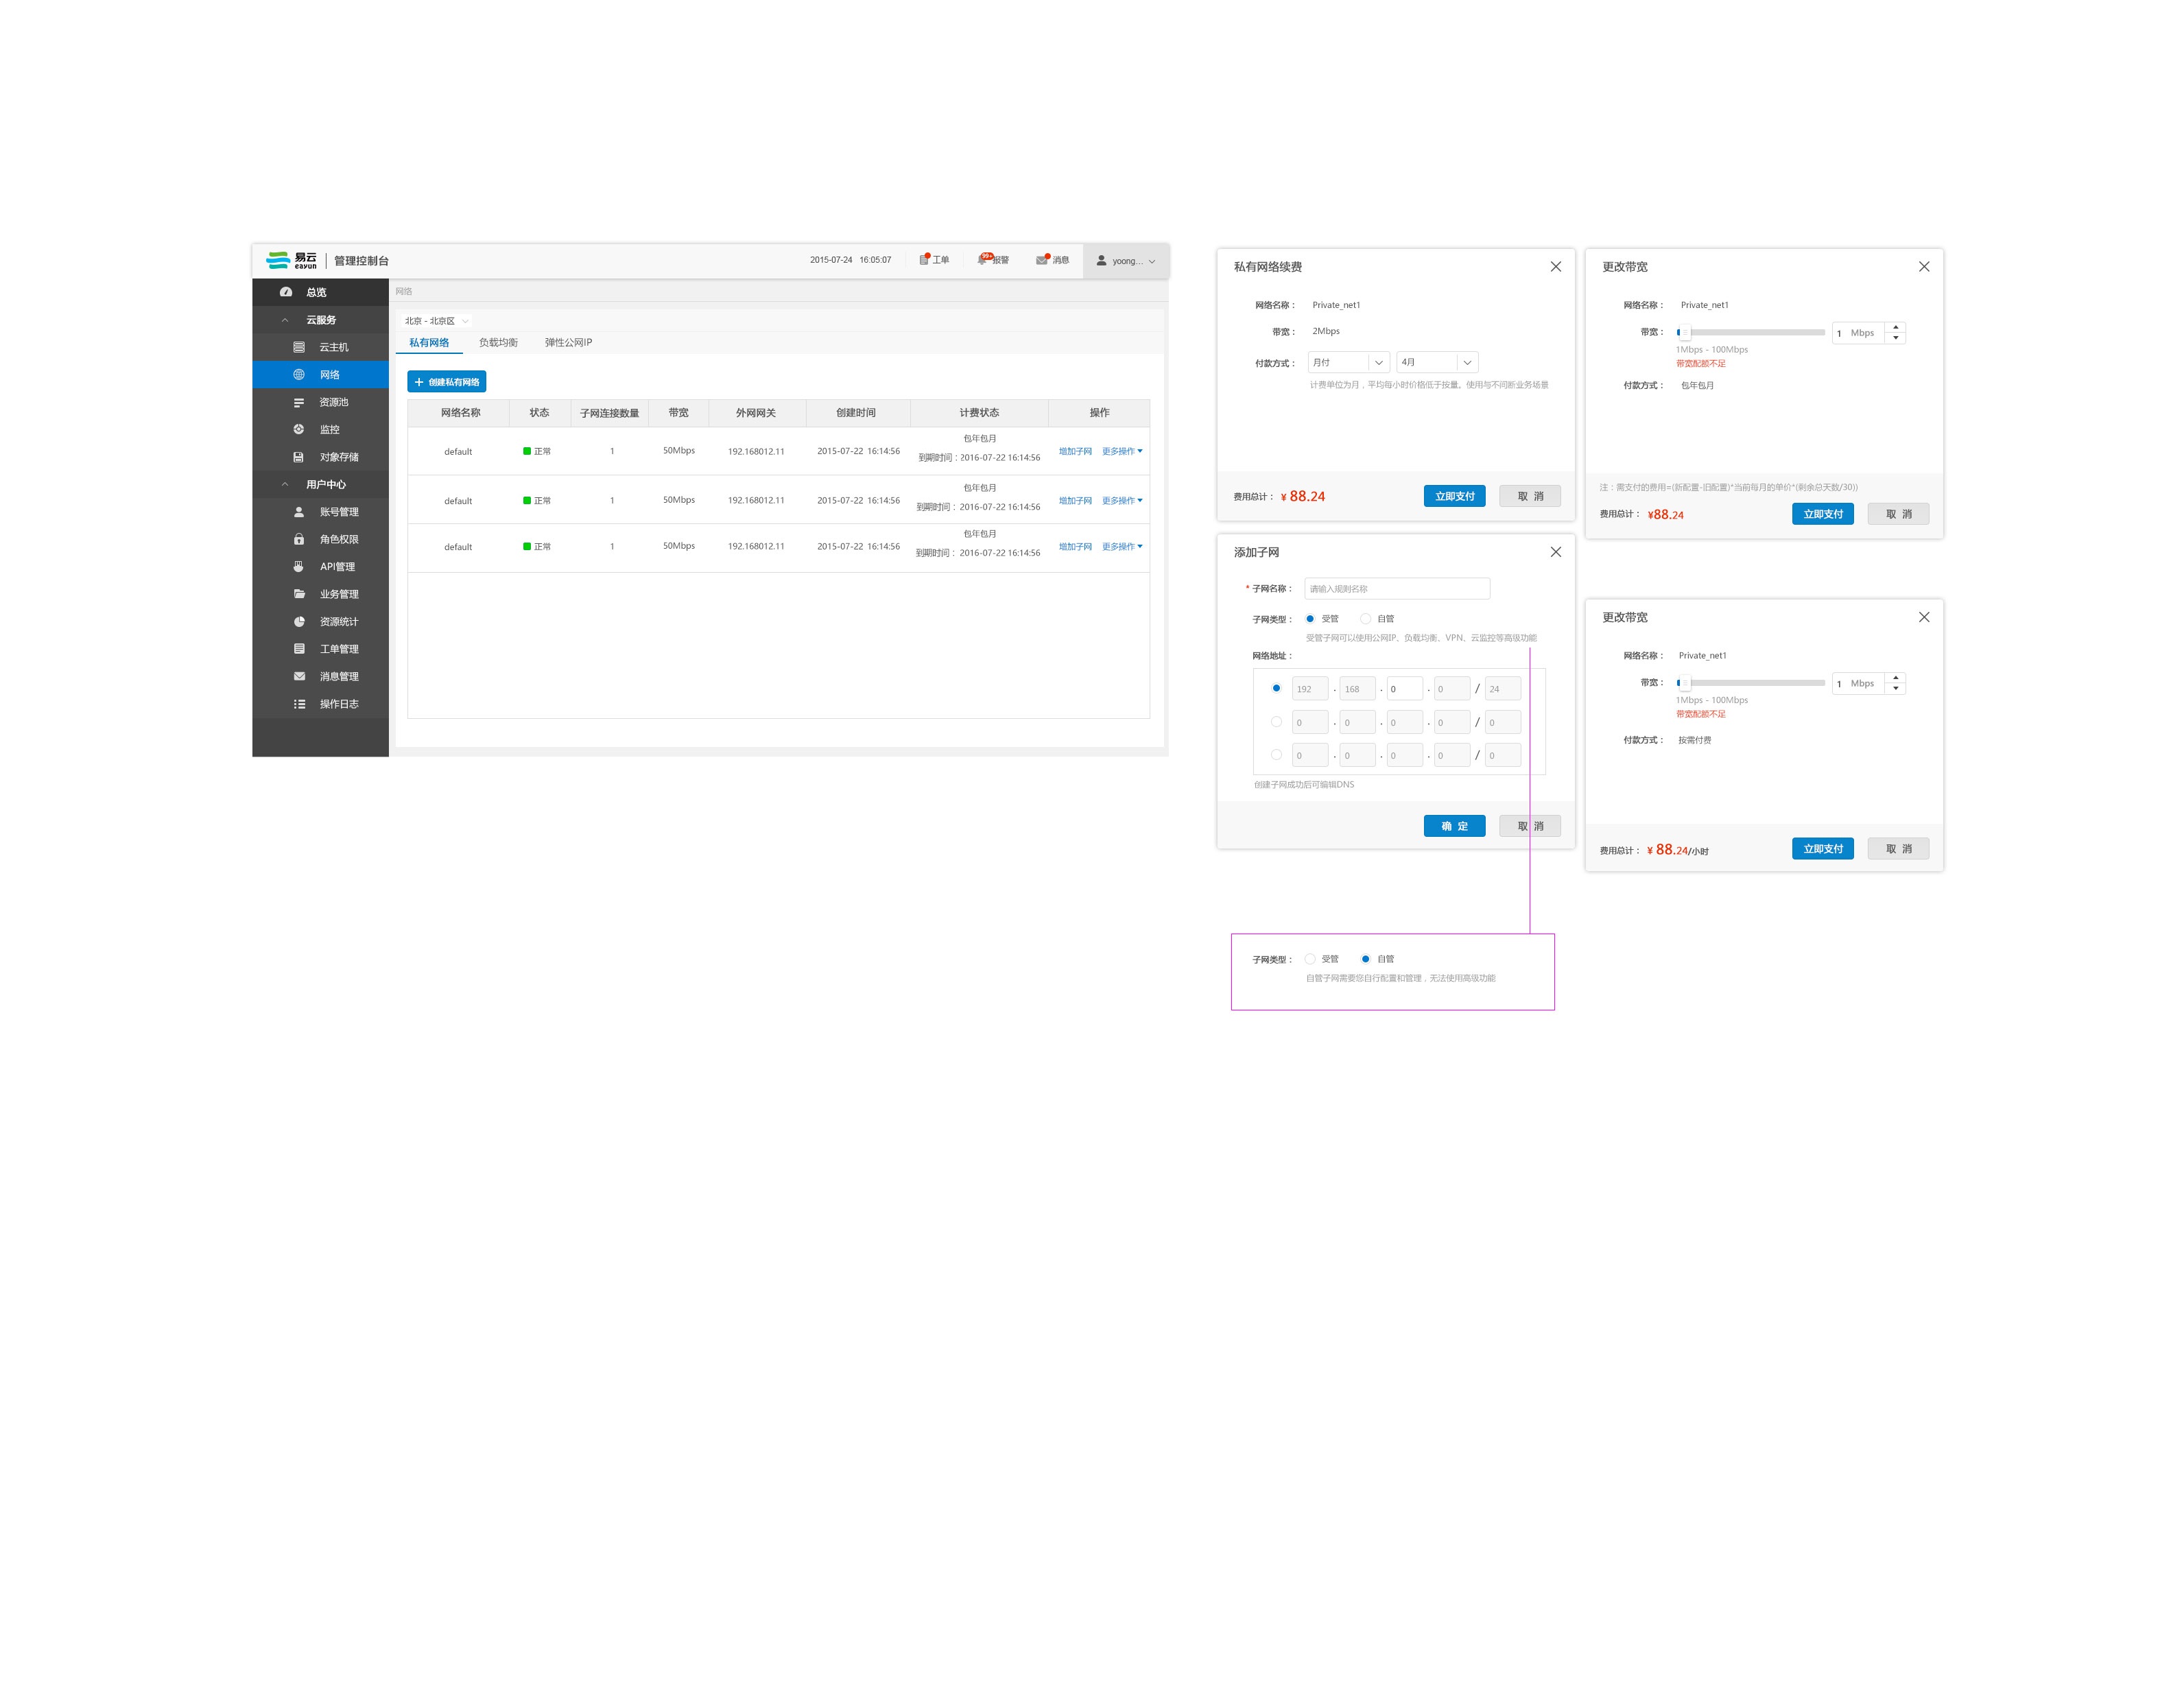 易云
eayun
管理控制台
2015-07-24 16:05:07
工单
99+
报警
消息
yoong...
总览
云服务
云主机
网络
资源池
监控
对象存储
用户中心
账号管理
角色权限
API管理
业务管理
资源统计
工单管理
消息管理
操作日志
网络
北京 - 北京区
私有网络 负载均衡 弹性公网IP
创建私有网络
网络名称 状态 子网连接数量 带宽 外网网关 创建时间 计费状态 操作
包年包月
default 正常 1 50Mbps 192.168012.11 2015-07-22 16:14:56 到期时间：2016-07-22 16:14:56 增加子网 更多操作
包年包月
default 正常 1 50Mbps 192.168012.11 2015-07-22 16:14:56 到期时间： 2016-07-22 16:14:56 增加子网 更多操作
包年包月
default 正常 1 50Mbps 192.168012.11 2015-07-22 16:14:56 到期时间： 2016-07-22 16:14:56 增加子网 更多操作
私有网络续费
网络名称： Private_net1
带宽： 2Mbps
付款方式： 月付 4月
计费单位为月，平均每小时价格低于按量。使用与不间断业务场景
费用总计： ¥ 88.24 立即支付 取 消
更改带宽
网络名称： Private_net1
带宽： 1 Mbps
1Mbps - 100Mbps
带宽配额不足
付款方式： 包年包月
注：需支付的费用=(新配置-旧配置)*当前每月的单价*(剩余总天数/30))
费用总计： ¥88.24 立即支付 取 消
添加子网
* 子网名称： 请输入规则名称
子网类型： 受管 自管
受管子网可以使用公网IP、负载均衡、VPN、云监控等高级功能
网络地址：
192 . 168 . 0 . 0 / 24
0 . 0 . 0 . 0 / 0
0 . 0 . 0 . 0 / 0
创建子网成功后可编辑DNS
确 定 取 消
更改带宽
网络名称： Private_net1
带宽： 1 Mbps
1Mbps - 100Mbps
带宽配额不足
付款方式： 按需付费
费用总计： ¥ 88.24/小时 立即支付 取 消
子网类型： 受管 自管
自管子网需要您自行配置和管理，无法使用高级功能